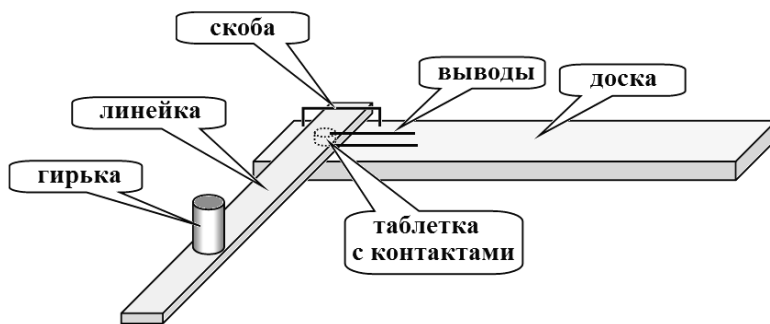 скоба
выводы
доска
линейка
гирька
таблетка
с контактами